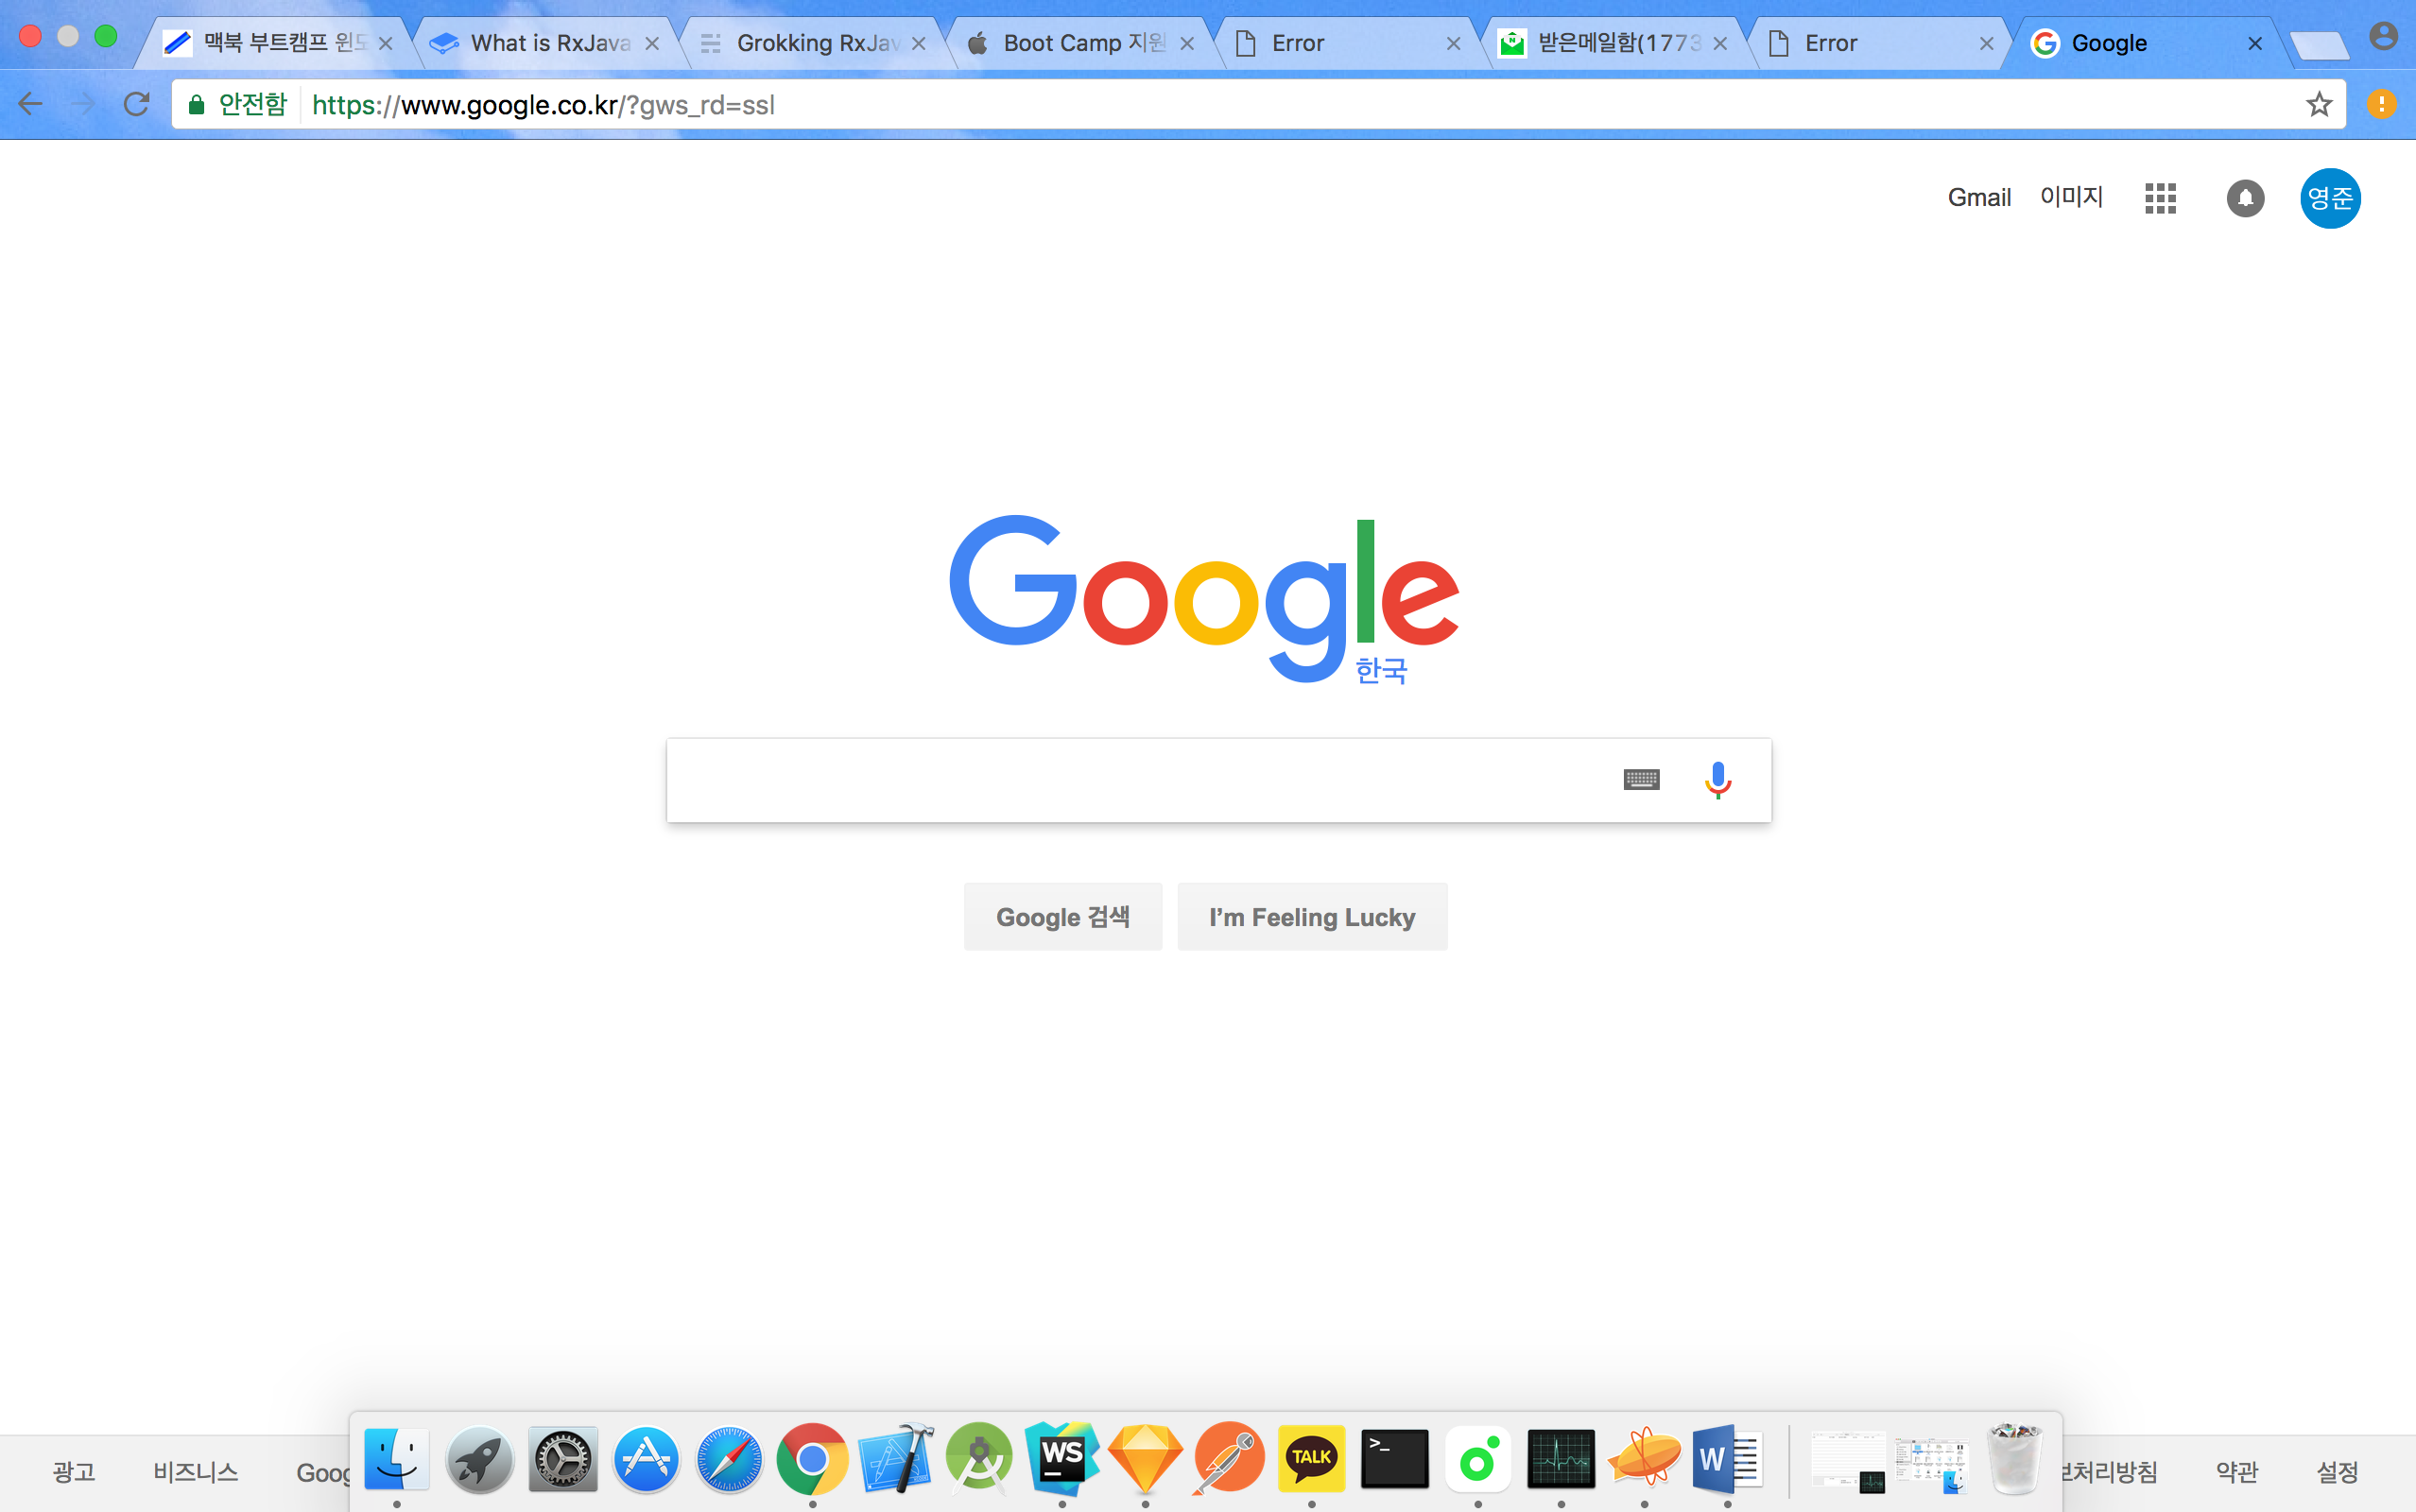 맥북 부트캠프 윈도
What is RxJava
Grokking RxJav
Boot Camp 지원
Error
받은메일함(1773
Error
Google
안전함
https://www.google.co.kr/?gws_rd=ssl
Gmail
이미지
영준
Google
한국
Google 검색
I’m Feeling Lucky
WS
TALK
>_
W
광고
비즈니스
Goog
보처리방침
약관
설정